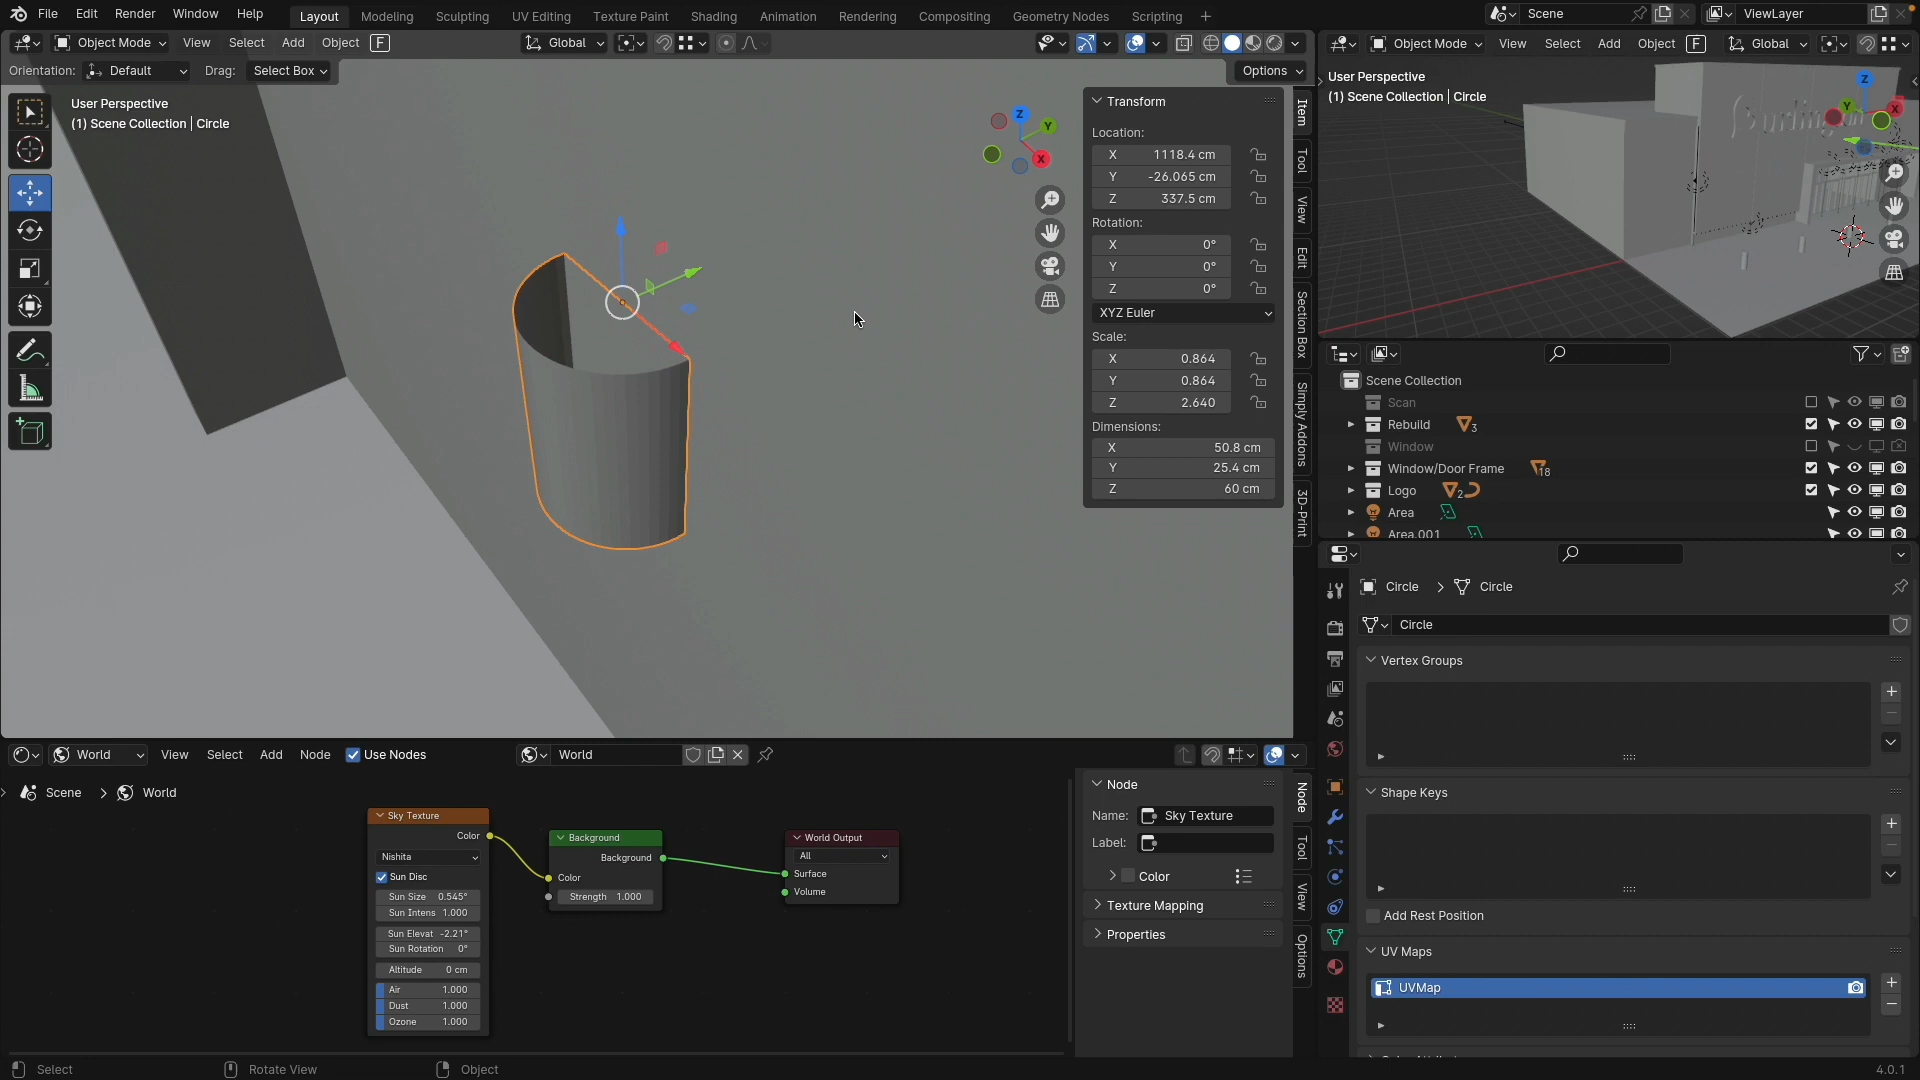 File Edit Render Window Help Layout Modeling Sculpting UV Editing Texture Paint Shading Animation Rendering Compositing Geometry Nodes Scripting + Scene ViewLayer
Object Mode View Select Add Object F Global
Object Mode View Select Add Object F Global
Orientation: Default Drag: Select Box Options
User Perspective
(1) Scene Collection | Circle
Z
Y
X
Transform
Location:
X 1118.4 cm
Y -26.065 cm
Z 337.5 cm
Rotation:
X 0°
Y 0°
Z 0°
XYZ Euler
Scale:
X 0.864
Y 0.864
Z 2.640
Dimensions:
X 50.8 cm
Y 25.4 cm
Z 60 cm
Item
Tool
View
Edit
Section Box
Simply Addons
3D-Print
User Perspective
(1) Scene Collection | Circle
Z
Y
X
Scene Collection
Scan
Rebuild 3
Window
Window/Door Frame 18
Logo 2
Area
Area.001
Circle > Circle
Circle
Vertex Groups
Shape Keys
Add Rest Position
UV Maps
UVMap
World View Select Add Node Use Nodes World
Scene > World
Sky Texture
Color
Nishita
Sun Disc
Sun Size 0.545°
Sun Intens 1.000
Sun Elevat -2.21°
Sun Rotation 0°
Altitude 0 cm
Air 1.000
Dust 1.000
Ozone 1.000
Background
Background
Color
Strength 1.000
World Output
All
Surface
Volume
Node
Name: Sky Texture
Label:
Color
Texture Mapping
Properties
Node
Tool
View
Options
Select Rotate View Object 4.0.1